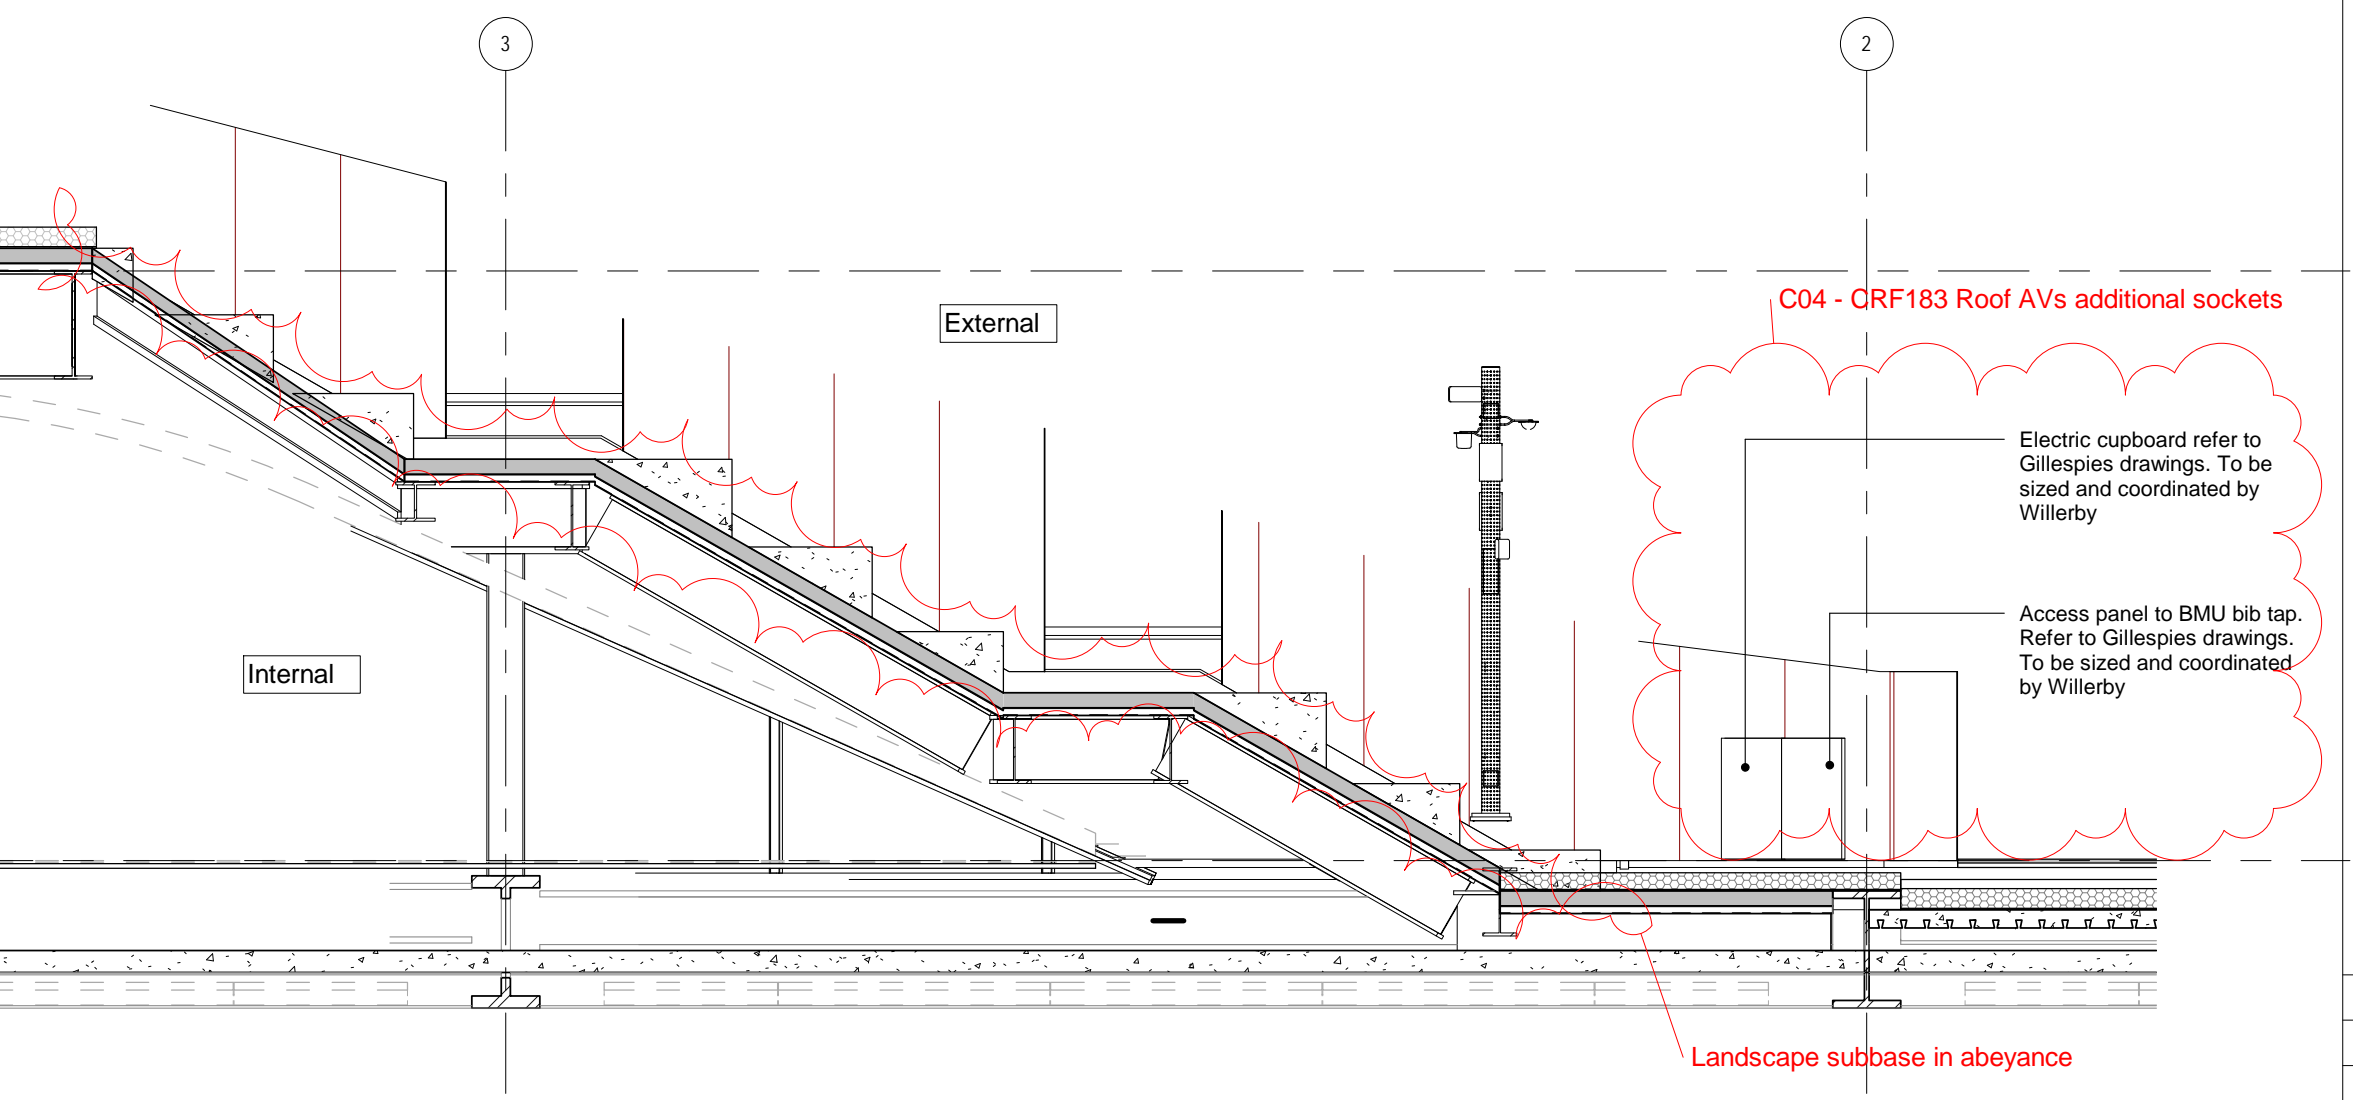 3
2
C04 - CRF183 Roof AVs additional sockets
External
Electric cupboard refer to
Gillespies drawings. To be
sized and coordinated by
Willerby
Access panel to BMU bib tap.
Refer to Gillespies drawings.
To be sized and coordinated
by Willerby
Internal
Landscape subbase in abeyance